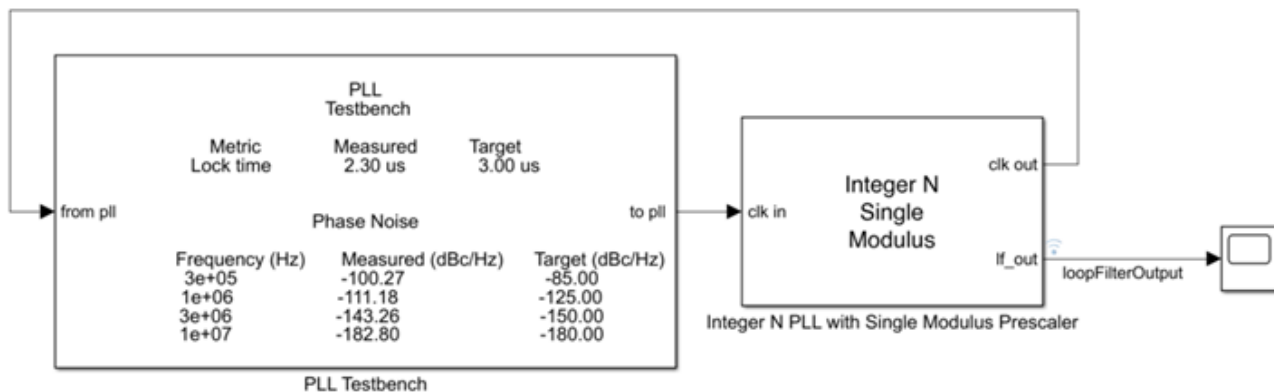 PLL
Testbench
Metric Measured Target
Lock time 2.30 us 3.00 us
from pll
to pll
Phase Noise
Frequency (Hz) Measured (dBc/Hz) Target (dBc/Hz)
3e+05 -100.27 -85.00
1e+06 -111.18 -125.00
3e+06 -143.26 -150.00
1e+07 -182.80 -180.00
PLL Testbench
clk in
Integer N
Single
Modulus
clk out
lf_out
loopFilterOutput
Integer N PLL with Single Modulus Prescaler